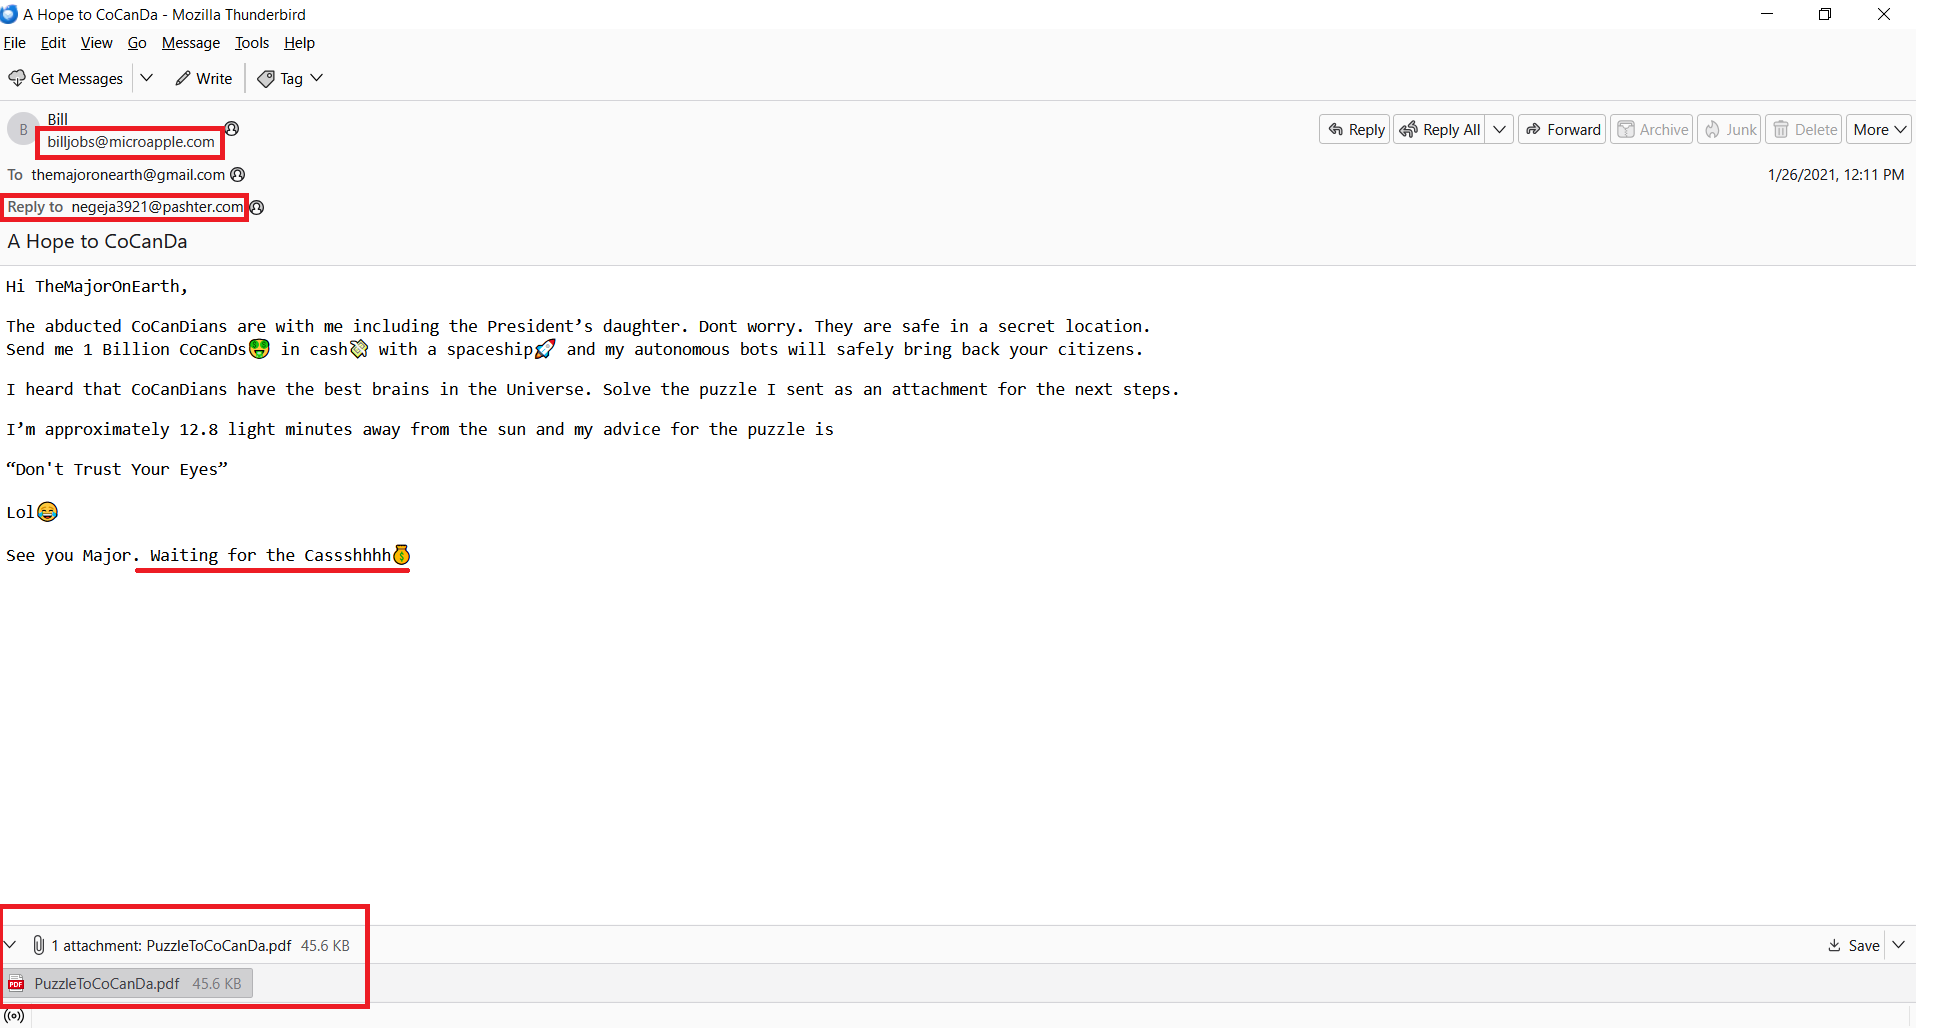 A Hope to CoCanDa - Mozilla Thunderbird
File Edit View Go Message Tools Help
Get Messages Write Tag
B Bill
billjobs@microapple.com
Reply Reply All Forward Archive Junk Delete More
To themajoronearth@gmail.com 1/26/2021, 12:11 PM
Reply to negeja3921@pashter.com
A Hope to CoCanDa
Hi TheMajorOnEarth,
The abducted CoCanDians are with me including the President’s daughter. Dont worry. They are safe in a secret location.
Send me 1 Billion CoCanDs🤑 in cash💸 with a spaceship🚀 and my autonomous bots will safely bring back your citizens.
I heard that CoCanDians have the best brains in the Universe. Solve the puzzle I sent as an attachment for the next steps.
I’m approximately 12.8 light minutes away from the sun and my advice for the puzzle is
“Don't Trust Your Eyes”
Lol😂
See you Major. Waiting for the Cassshhhh💰
1 attachment: PuzzleToCoCanDa.pdf 45.6 KB Save
PDF PuzzleToCoCanDa.pdf 45.6 KB